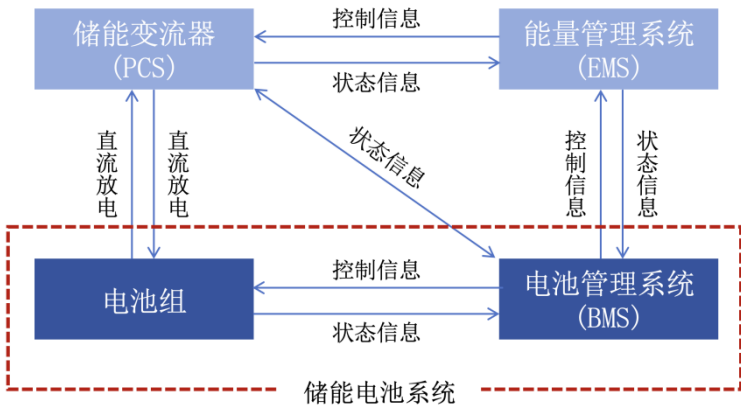 储能变流器
(PCS)
控制信息
状态信息
能量管理系统
(EMS)
直流放电
直流放电
状态信息
控制信息
状态信息
电池组
控制信息
状态信息
电池管理系统
(BMS)
储能电池系统